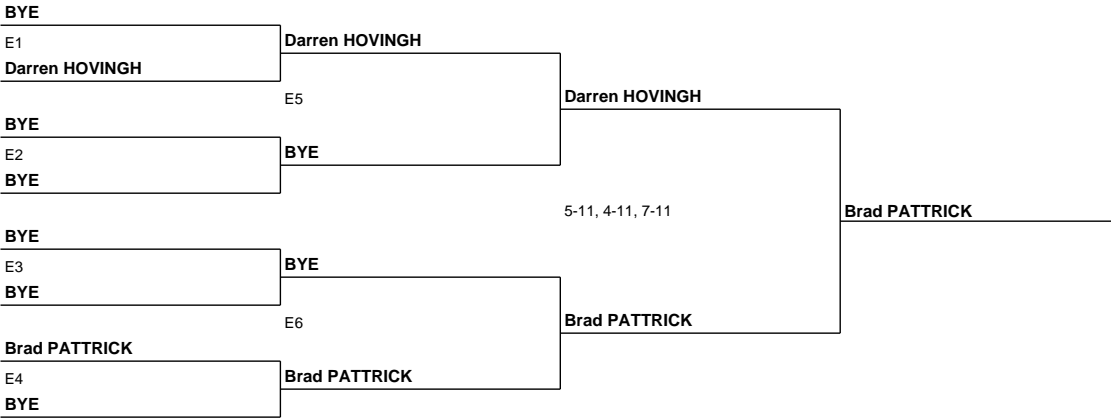 BYE
E1
Darren HOVINGH
BYE
E2
BYE
BYE
E3
BYE
Brad PATTRICK
E4
BYE
Darren HOVINGH
E5
BYE
BYE
E6
Brad PATTRICK
Darren HOVINGH
5-11, 4-11, 7-11
Brad PATTRICK
Brad PATTRICK